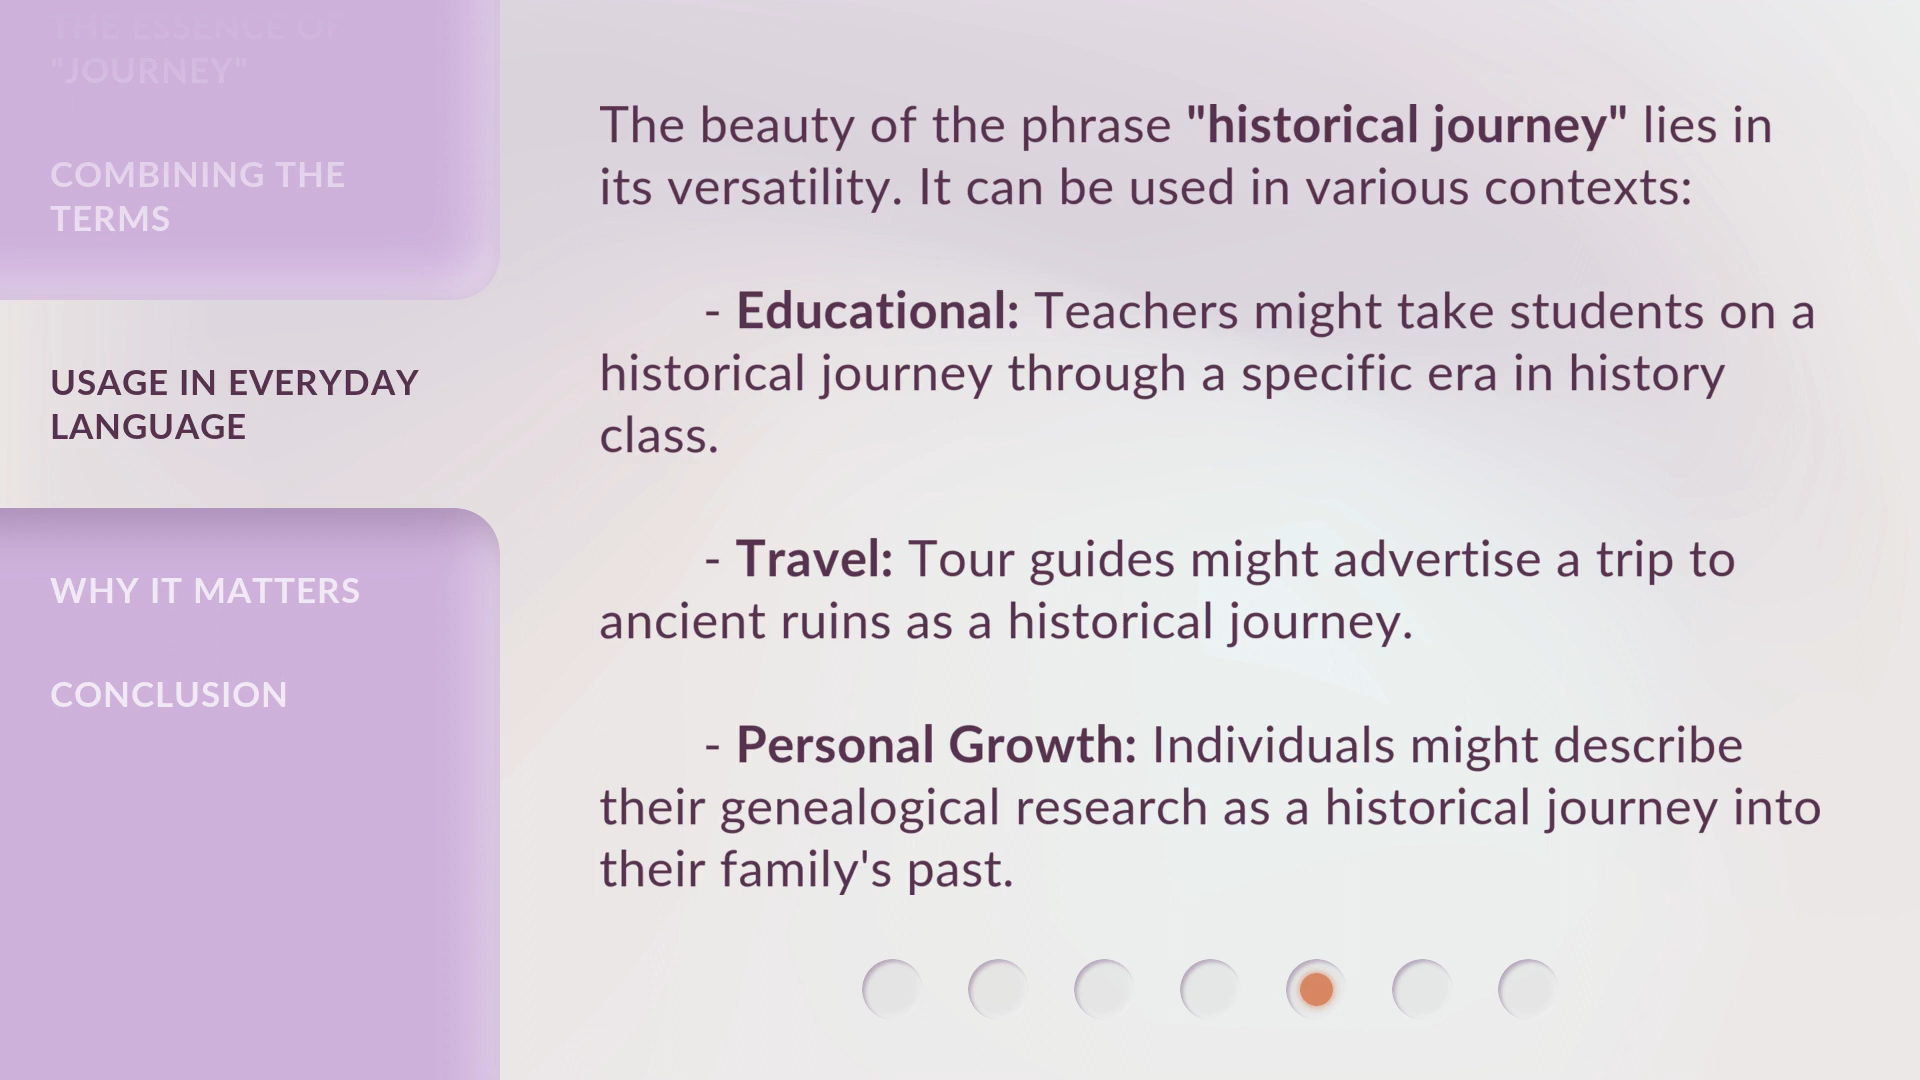 THE ESSENCE OF
"JOURNEY"
COMBINING THE
TERMS
USAGE IN EVERYDAY
LANGUAGE
WHY IT MATTERS
CONCLUSION
The beauty of the phrase "historical journey" lies in
its versatility. It can be used in various contexts:
- Educational: Teachers might take students on a
historical journey through a specific era in history
class.
- Travel: Tour guides might advertise a trip to
ancient ruins as a historical journey.
- Personal Growth: Individuals might describe
their genealogical research as a historical journey into
their family's past.